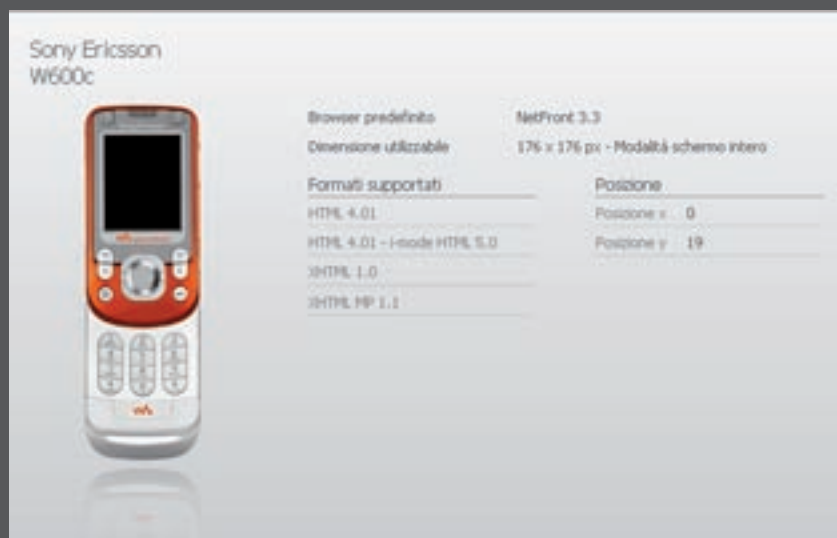 Sony Ericsson
W600c
Browser predefinito NetFront 3.3
Dimensione utilizzabile 176 x 176 px - Modalità schermo intero
Formati supportati Posizione
HTML 4.01 Posizione x 0
HTML 4.01 - i-mode HTML 5.0 Posizione y 19
XHTML 1.0
XHTML MP 1.1